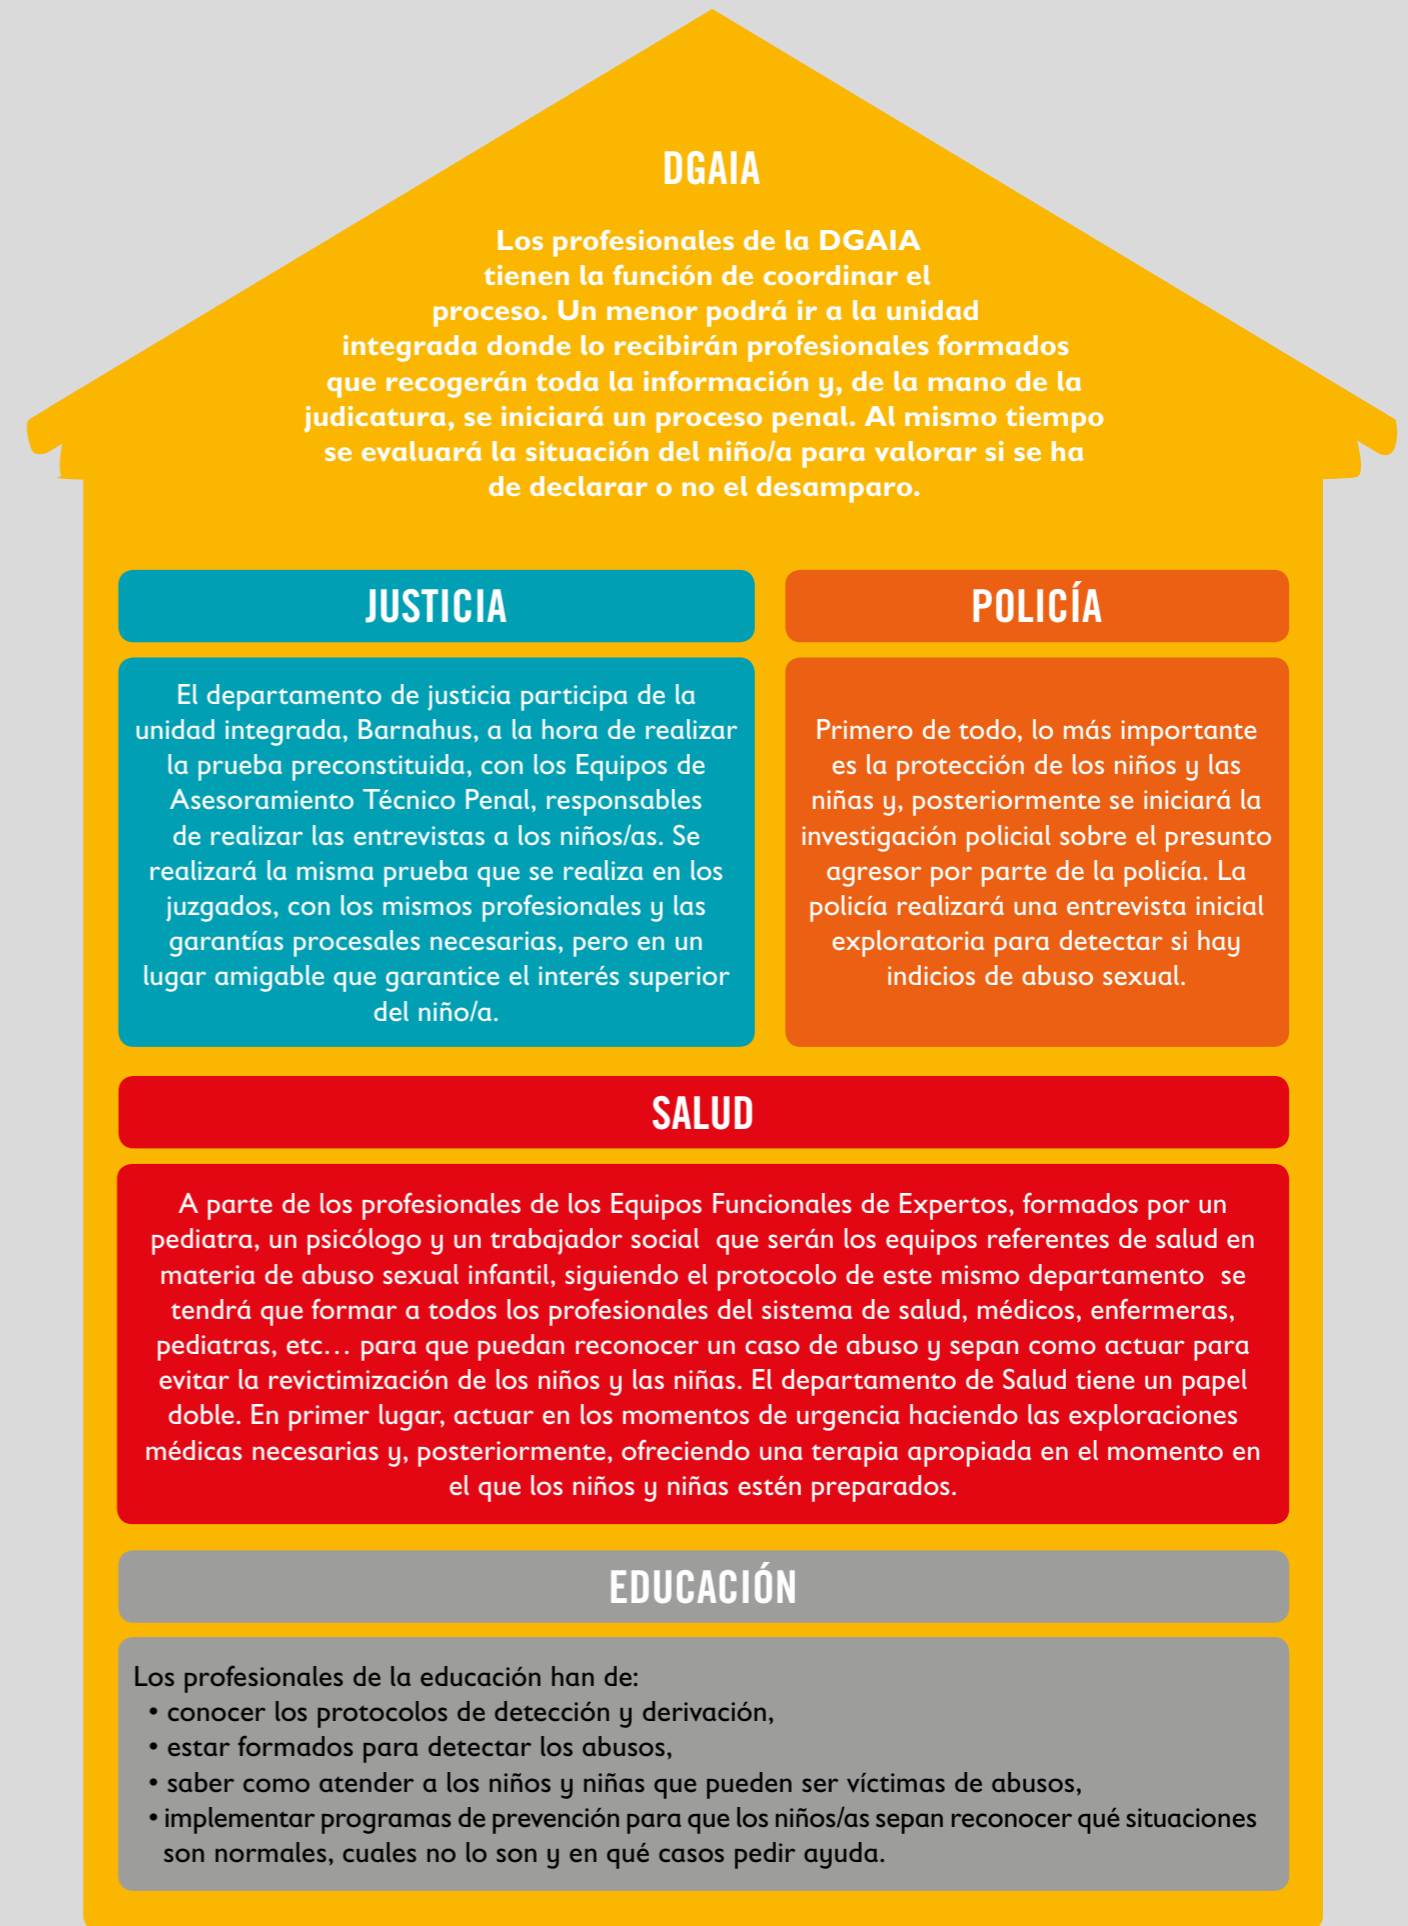 DGAIA
Los profesionales de la DGAIA
tienen la función de coordinar el
proceso. Un menor podrá ir a la unidad
integrada donde lo recibirán profesionales formados
que recogerán toda la información y, de la mano de la
judicatura, se iniciará un proceso penal. Al mismo tiempo
se evaluará la situación del niño/a para valorar si se ha
de declarar o no el desamparo.
JUSTICIA
El departamento de justicia participa de la
unidad integrada, Barnahus, a la hora de realizar
la prueba preconstituida, con los Equipos de
Asesoramiento Técnico Penal, responsables
de realizar las entrevistas a los niños/as. Se
realizará la misma prueba que se realiza en los
juzgados, con los mismos profesionales y las
garantías procesales necesarias, pero en un
lugar amigable que garantice el interés superior
del niño/a.
POLICÍA
Primero de todo, lo más importante
es la protección de los niños y las
niñas y, posteriormente se iniciará la
investigación policial sobre el presunto
agresor por parte de la policía. La
policía realizará una entrevista inicial
exploratoria para detectar si hay
indicios de abuso sexual.
SALUD
A parte de los profesionales de los Equipos Funcionales de Expertos, formados por un
pediatra, un psicólogo y un trabajador social  que serán los equipos referentes de salud en
materia de abuso sexual infantil, siguiendo el protocolo de este mismo departamento  se
tendrá que formar a todos los profesionales del sistema de salud, médicos, enfermeras,
pediatras, etc… para que puedan reconocer un caso de abuso y sepan como actuar para
evitar la revictimización de los niños y las niñas. El departamento de Salud tiene un papel
doble. En primer lugar, actuar en los momentos de urgencia haciendo las exploraciones
médicas necesarias y, posteriormente, ofreciendo una terapia apropiada en el momento en
el que los niños y niñas estén preparados.
EDUCACIÓN
Los profesionales de la educación han de:
• conocer los protocolos de detección y derivación,
• estar formados para detectar los abusos,
• saber como atender a los niños y niñas que pueden ser víctimas de abusos,
• implementar programas de prevención para que los niños/as sepan reconocer qué situaciones
son normales, cuales no lo son y en qué casos pedir ayuda.